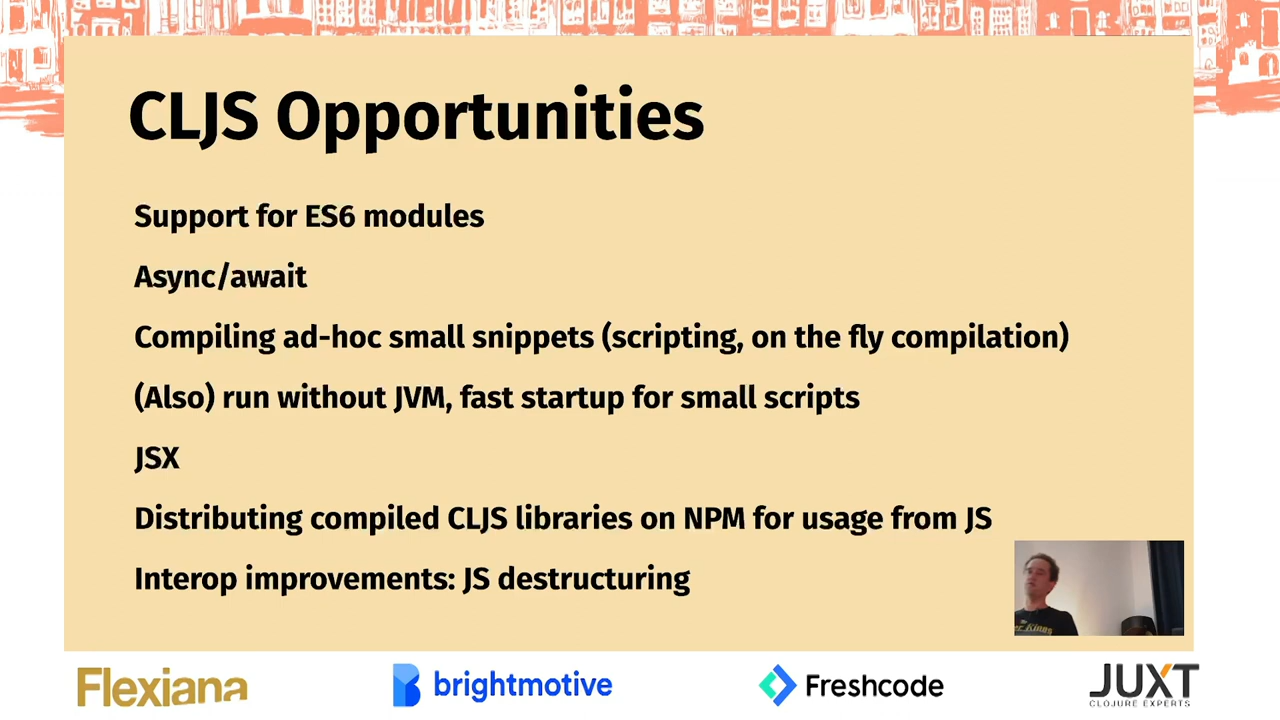 CLJS Opportunities
Support for ES6 modules
Async/await
Compiling ad-hoc small snippets (scripting, on the fly compilation)
(Also) run without JVM, fast startup for small scripts
JSX
Distributing compiled CLJS libraries on NPM for usage from JS
Interop improvements: JS destructuring
Flexiana
brightmotive
Freshcode
JUXT
CLOJURE EXPERTS